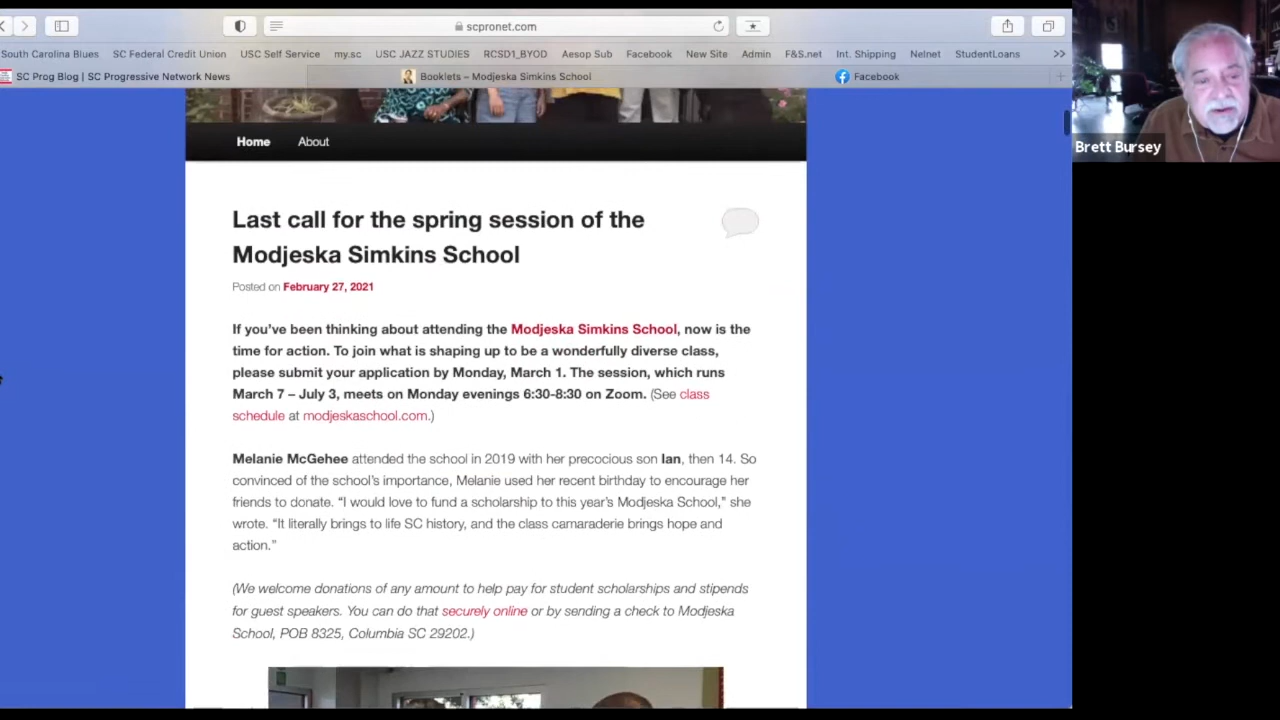 scpronet.com
South Carolina Blues SC Federal Credit Union USC Self Service my.sc USC JAZZ STUDIES RCSD1_BYOD Aesop Sub Facebook New Site Admin F&S.net Int. Shipping Nelnet StudentLoans >>
SC Prog Blog | SC Progressive Network News Booklets – Modjeska Simkins School Facebook
Brett Bursey
Home About
Last call for the spring session of the
Modjeska Simkins School
Posted on February 27, 2021
If you've been thinking about attending the Modjeska Simkins School, now is the
time for action. To join what is shaping up to be a wonderfully diverse class,
please submit your application by Monday, March 1. The session, which runs
March 7 – July 3, meets on Monday evenings 6:30-8:30 on Zoom. (See class
schedule at modjeskaschool.com.)
Melanie McGehee attended the school in 2019 with her precocious son Ian, then 14. So
convinced of the school's importance, Melanie used her recent birthday to encourage her
friends to donate. "I would love to fund a scholarship to this year's Modjeska School," she
wrote. "It literally brings to life SC history, and the class camaraderie brings hope and
action."
(We welcome donations of any amount to help pay for student scholarships and stipends
for guest speakers. You can do that securely online or by sending a check to Modjeska
School, POB 8325, Columbia SC 29202.)